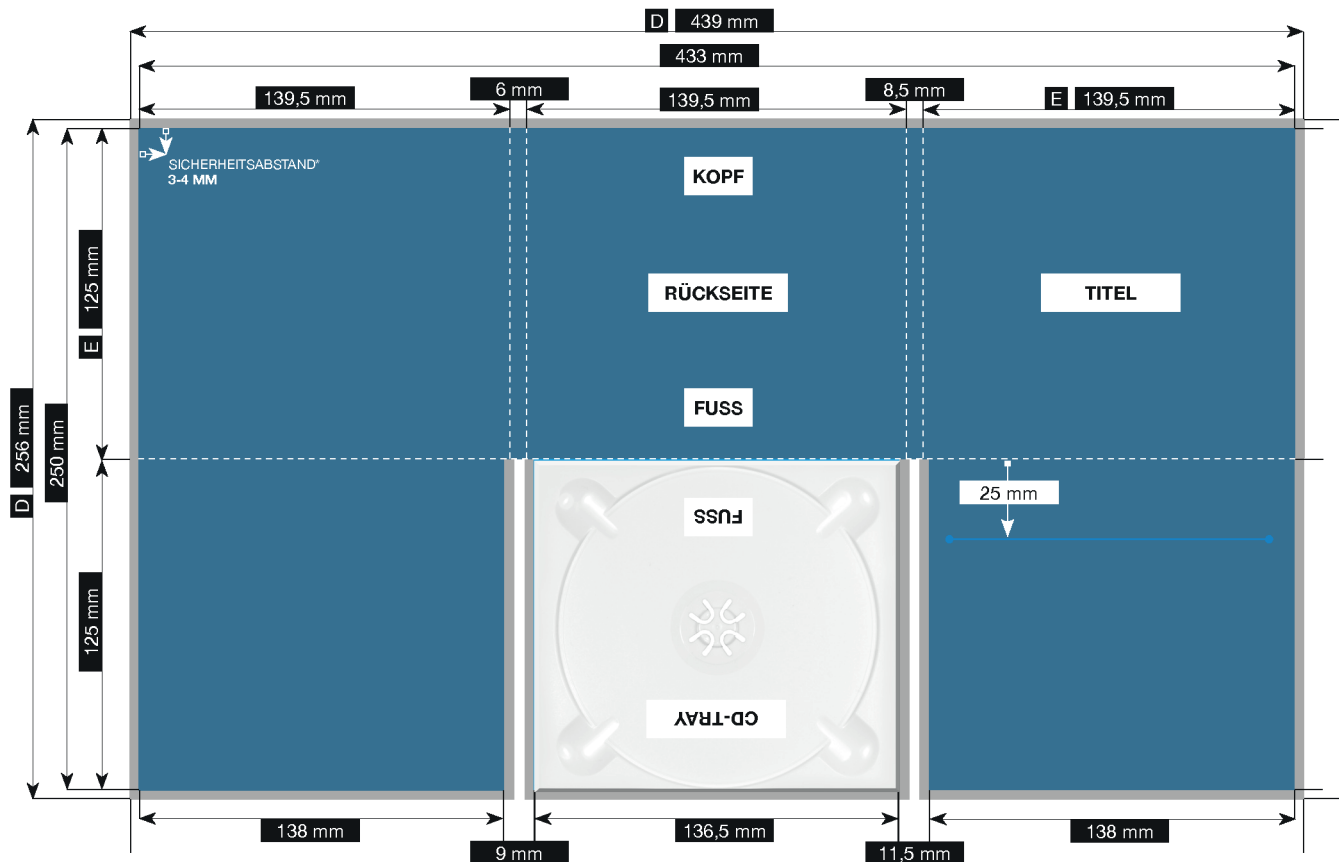 D 439 mm
433 mm
139,5 mm
6 mm
139,5 mm
8,5 mm
E 139,5 mm
SICHERHEITSABSTAND*
3-4 MM
KOPF
RÜCKSEITE
TITEL
FUSS
E 125 mm
D 256 mm
250 mm
125 mm
FUSS
25 mm
CD-TRAY
138 mm
9 mm
136,5 mm
11,5 mm
138 mm